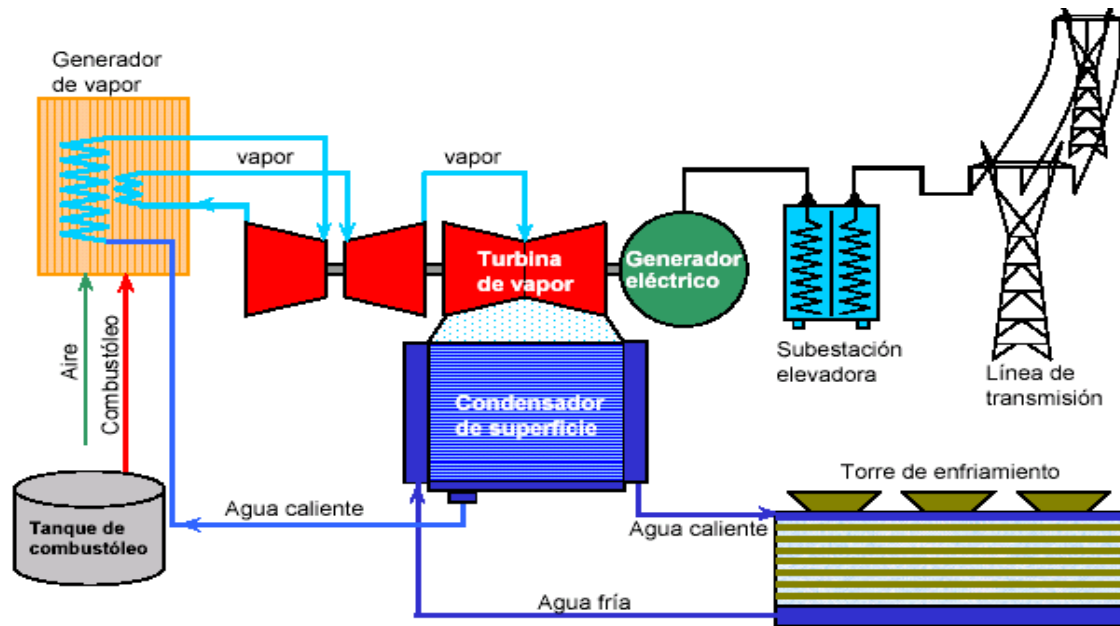 Generador
de vapor
vapor
vapor
Turbina
de vapor
Generador
eléctrico
Subestación
elevadora
Línea de
transmisión
Aire
Combustóleo
Condensador
de superficie
Tanque de
combustóleo
Agua caliente
Agua caliente
Torre de enfriamiento
Agua fría